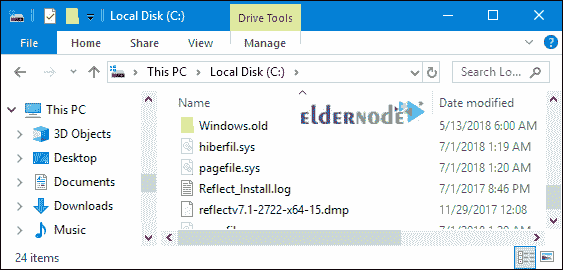 Local Disk (C:)
Drive Tools
File
Home
Share
View
Manage
This PC
Local Disk (C:)
Search Lo...
This PC
3D Objects
Desktop
Documents
Downloads
Music
Name
Date modified
ELDERNODE
Windows.old
5/13/2018 6:00 AM
hiberfil.sys
7/1/2018 1:19 AM
pagefile.sys
7/1/2018 1:20 AM
Reflect_Install.log
7/1/2017 8:46 PM
reflectv7.1-2722-x64-15.dmp
11/29/2017 12:08
24 items